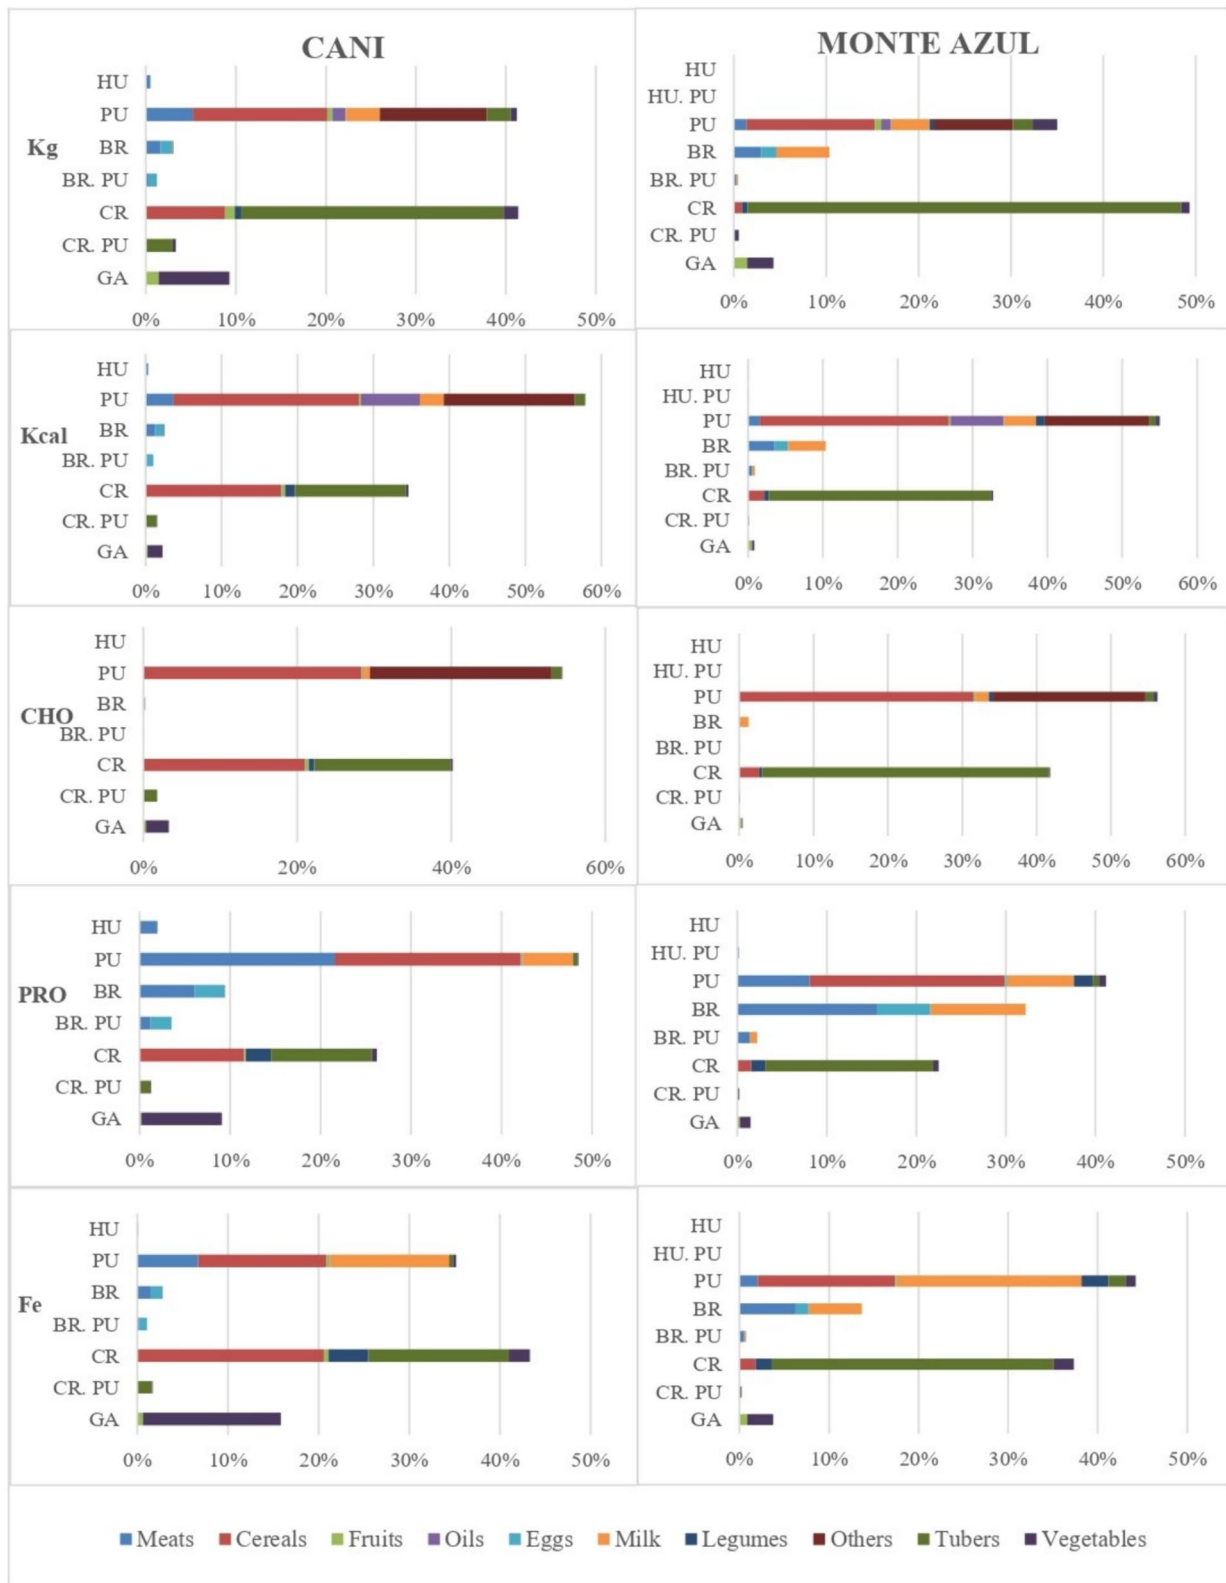 CANI
MONTE AZUL
Kg
HU
PU
BR
BR. PU
CR
CR. PU
GA
0% 10% 20% 30% 40% 50%
HU
HU. PU
PU
BR
BR. PU
CR
CR. PU
GA
0% 10% 20% 30% 40% 50%
Kcal
HU
PU
BR
BR. PU
CR
CR. PU
GA
0% 10% 20% 30% 40% 50% 60%
HU
HU. PU
PU
BR
BR. PU
CR
CR. PU
GA
0% 10% 20% 30% 40% 50% 60%
CHO
HU
PU
BR
BR. PU
CR
CR. PU
GA
0% 20% 40% 60%
HU
HU. PU
PU
BR
BR. PU
CR
CR. PU
GA
0% 10% 20% 30% 40% 50% 60%
PRO
HU
PU
BR
BR. PU
CR
CR. PU
GA
0% 10% 20% 30% 40% 50%
HU
HU. PU
PU
BR
BR. PU
CR
CR. PU
GA
0% 10% 20% 30% 40% 50%
Fe
HU
PU
BR
BR. PU
CR
CR. PU
GA
0% 10% 20% 30% 40% 50%
HU
HU. PU
PU
BR
BR. PU
CR
CR. PU
GA
0% 10% 20% 30% 40% 50%
Meats Cereals Fruits Oils Eggs Milk Legumes Others Tubers Vegetables